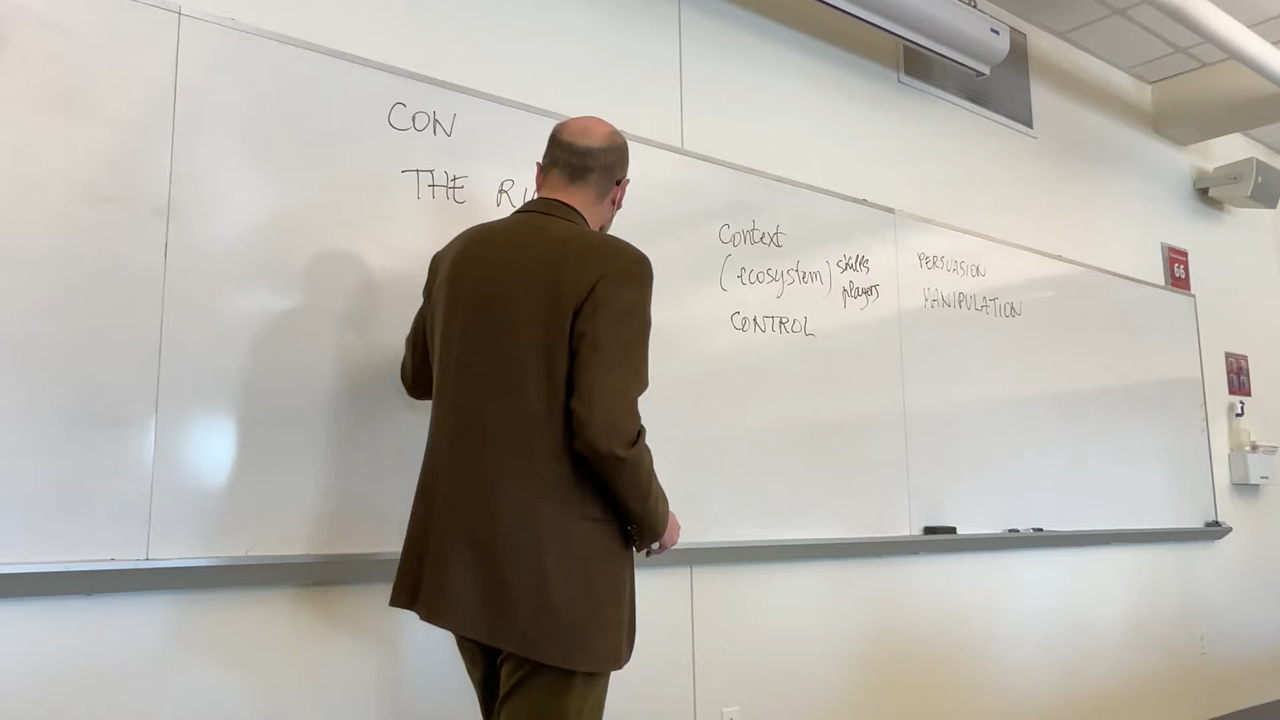 CON
THE
Context
(ecosystem) skills
players
CONTROL
PERSUASION
MANIPULATION
66